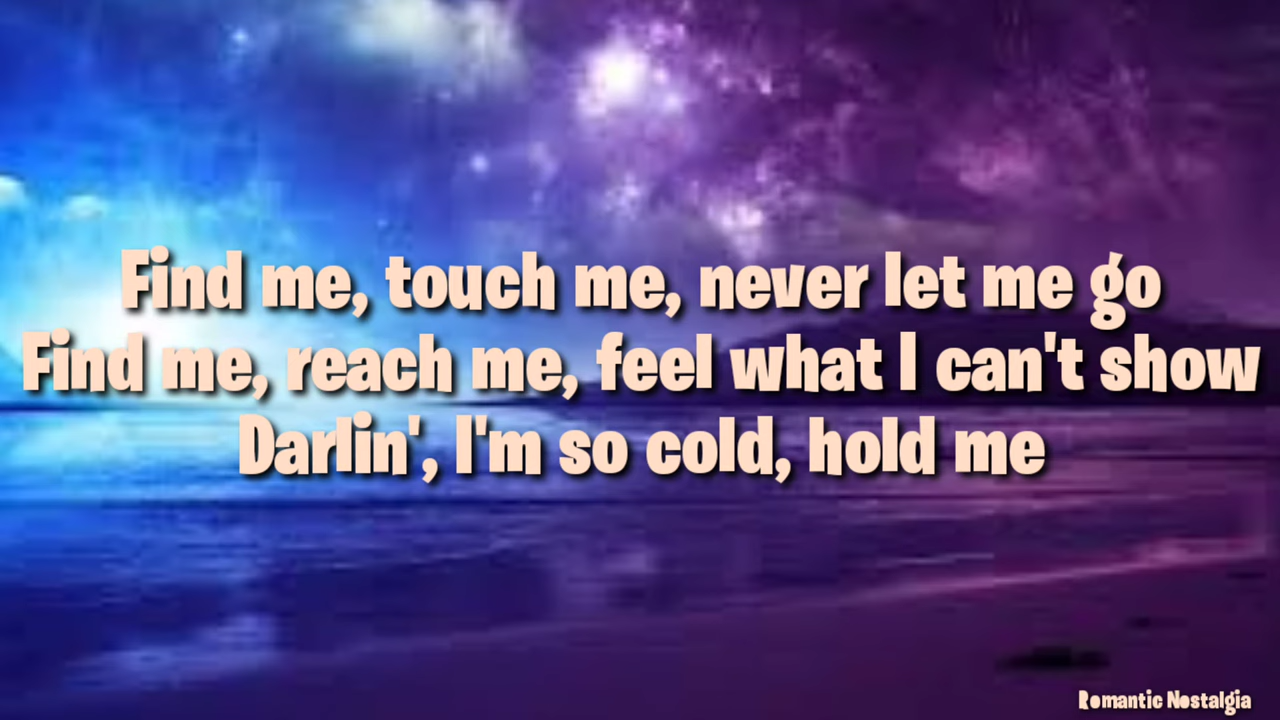 Find me, touch me, never let me go
Find me, reach me, feel what I can't show
Darlin', I'm so cold, hold me
Romantic Nostalgia